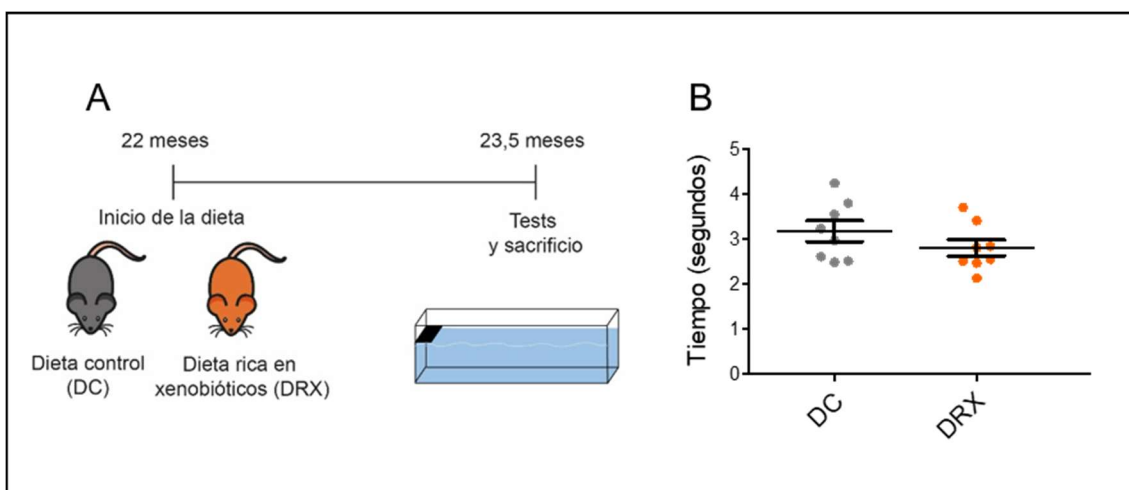 A
22 meses
23,5 meses
Inicio de la dieta
Tests
y sacrificio
Dieta control
(DC)
Dieta rica en
xenobióticos (DRX)
B
Tiempo (segundos)
5
4
3
2
1
0
DC
DRX